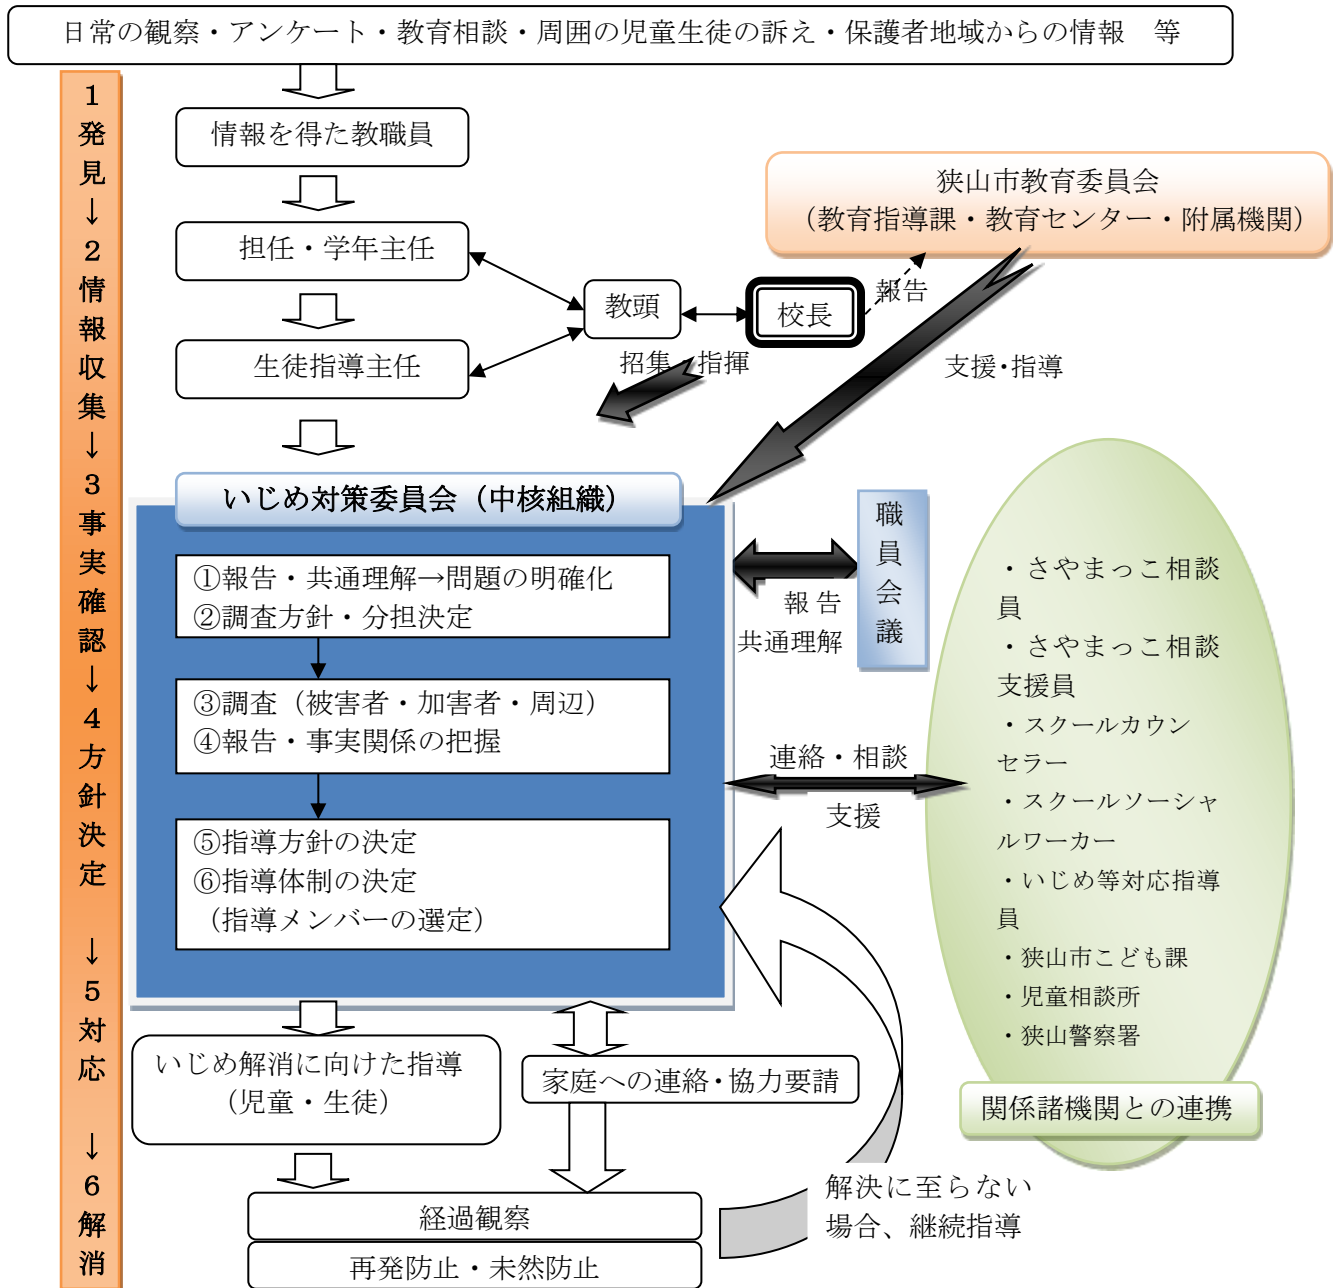 日常の観察・アンケート・教育相談・周囲の児童生徒の訴え・保護者地域からの情報　等
1発見→2情報収集→3事実確認→4方針決定　→5対応　→6解消
情報を得た教職員
担任・学年主任
生徒指導主任
教頭
校長
報告
狭山市教育委員会
（教育指導課・教育センター・附属機関）
招集・指揮
支援・指導
いじめ対策委員会（中核組織）
①報告・共通理解→問題の明確化
②調査方針・分担決定
③調査（被害者・加害者・周辺）
④報告・事実関係の把握
⑤指導方針の決定
⑥指導体制の決定
（指導メンバーの選定）
職員会議
報告
共通理解
連絡・相談
支援
・さやまっこ相談
員
・さやまっこ相談
支援員
・スクールカウン
セラー
・スクールソーシャ
ルワーカー
・いじめ等対応指導
員
・狭山市こども課
・児童相談所
・狭山警察署
関係諸機関との連携
いじめ解消に向けた指導
（児童・生徒）
家庭への連絡・協力要請
経過観察
再発防止・未然防止
解決に至らない
場合、継続指導